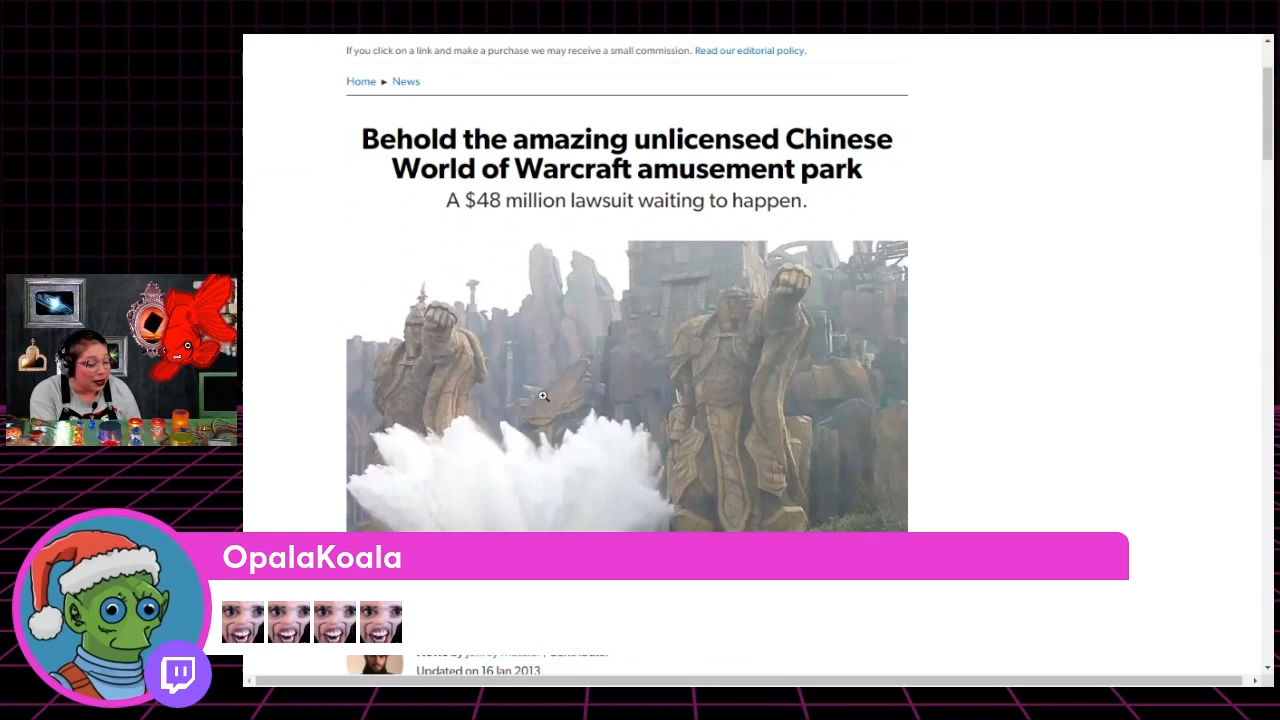 If you click on a link and make a purchase we may receive a small commission. Read our editorial policy.
Home ▸ News
Behold the amazing unlicensed Chinese
World of Warcraft amusement park
A $48 million lawsuit waiting to happen.
OpalaKoala
Updated on 16 Jan 2013